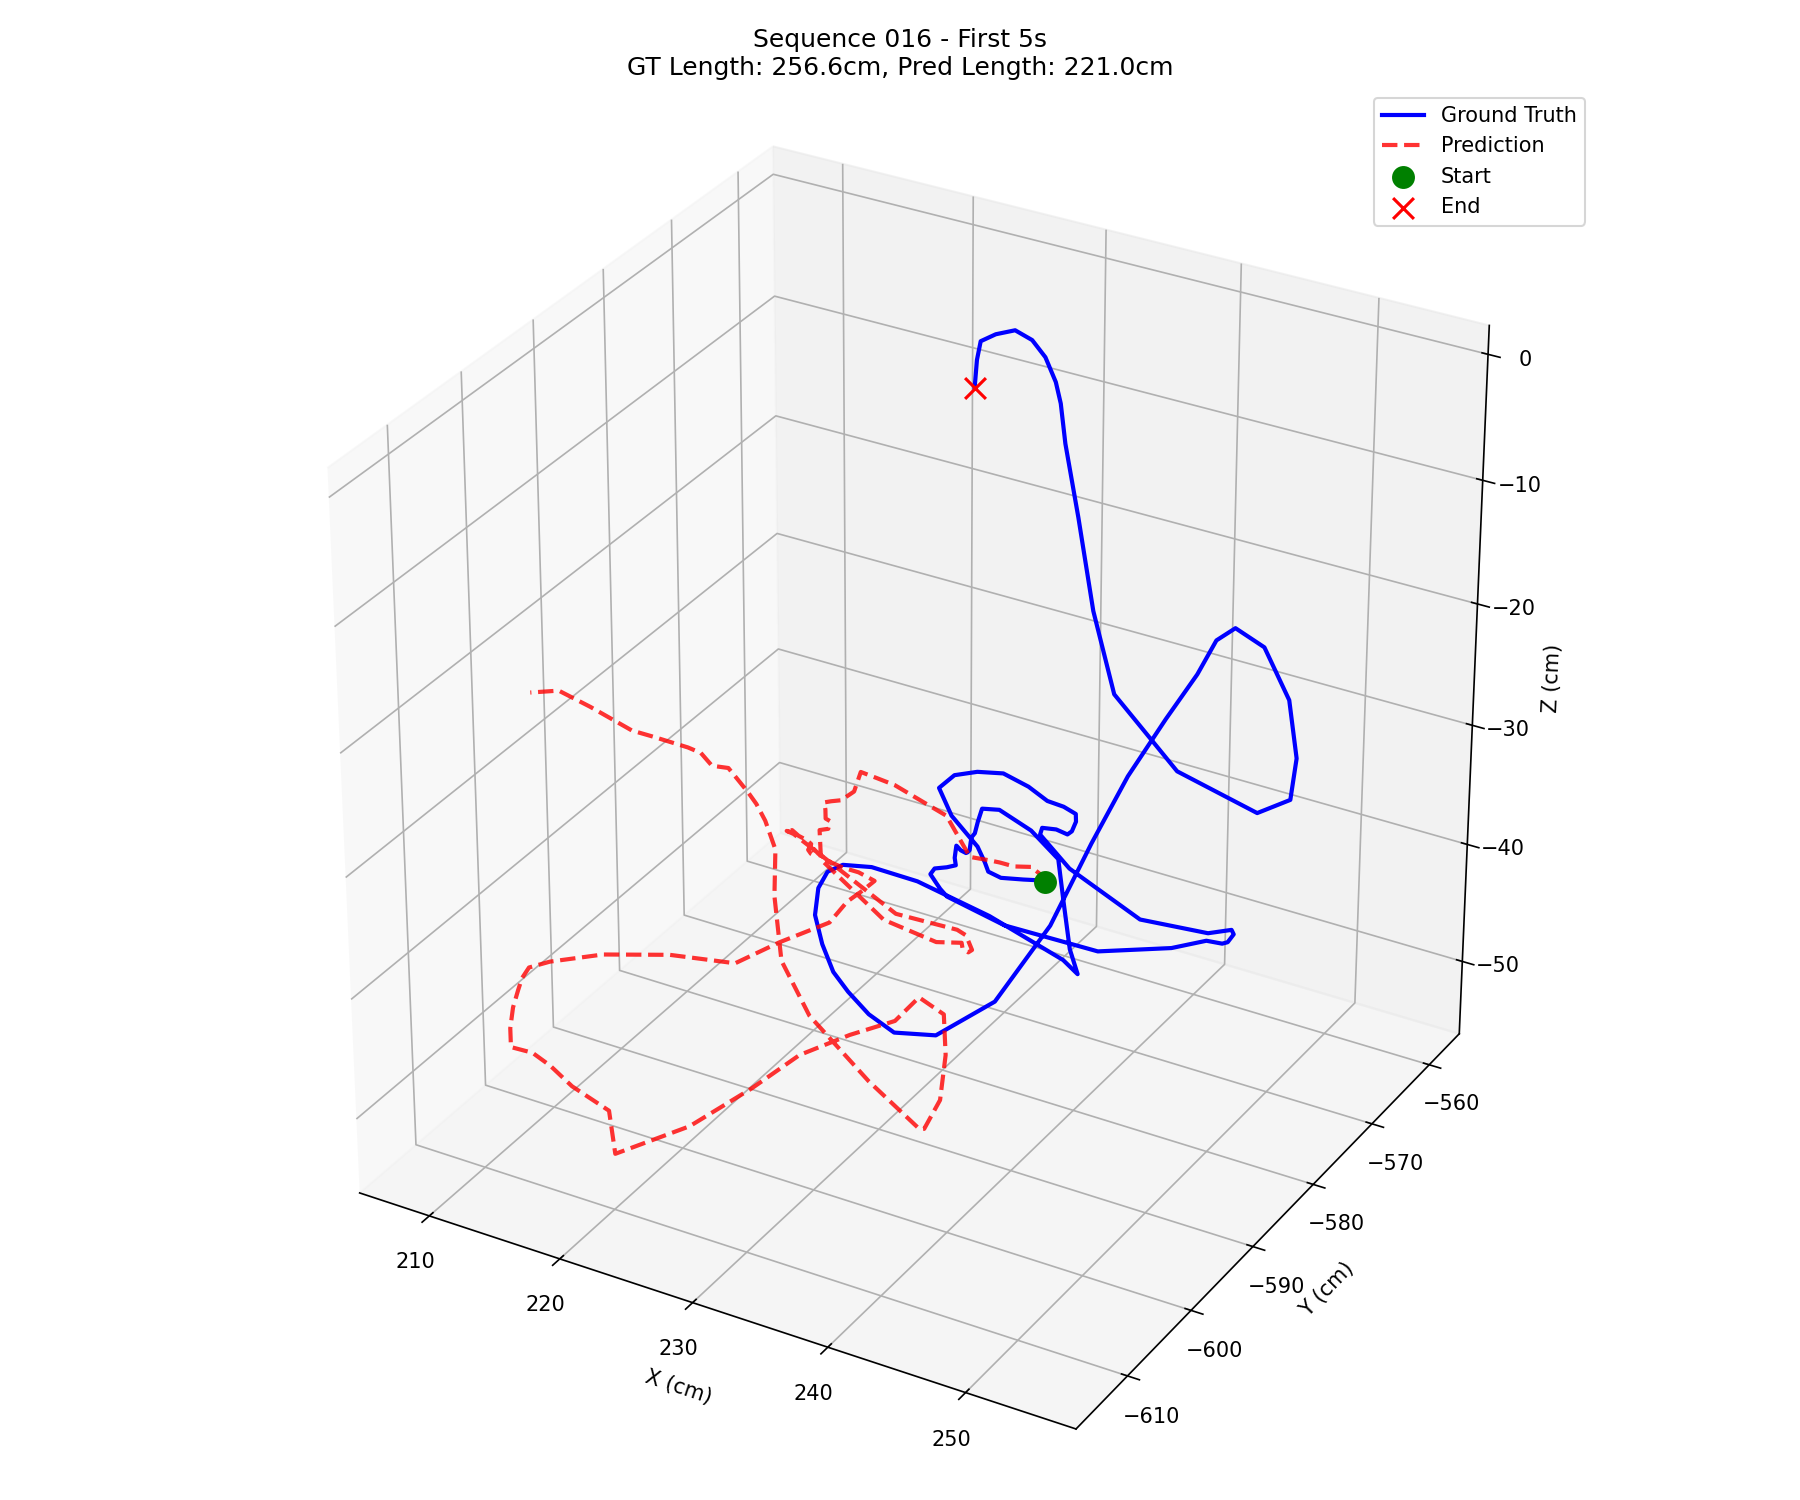 Sequence 016 - First 5s
GT Length: 256.6cm, Pred Length: 221.0cm
Ground Truth
Prediction
Start
End
0
−10
−20
−30
−40
−50
Z (cm)
−560
−570
−580
−590
−600
−610
Y (cm)
210
220
230
240
250
X (cm)